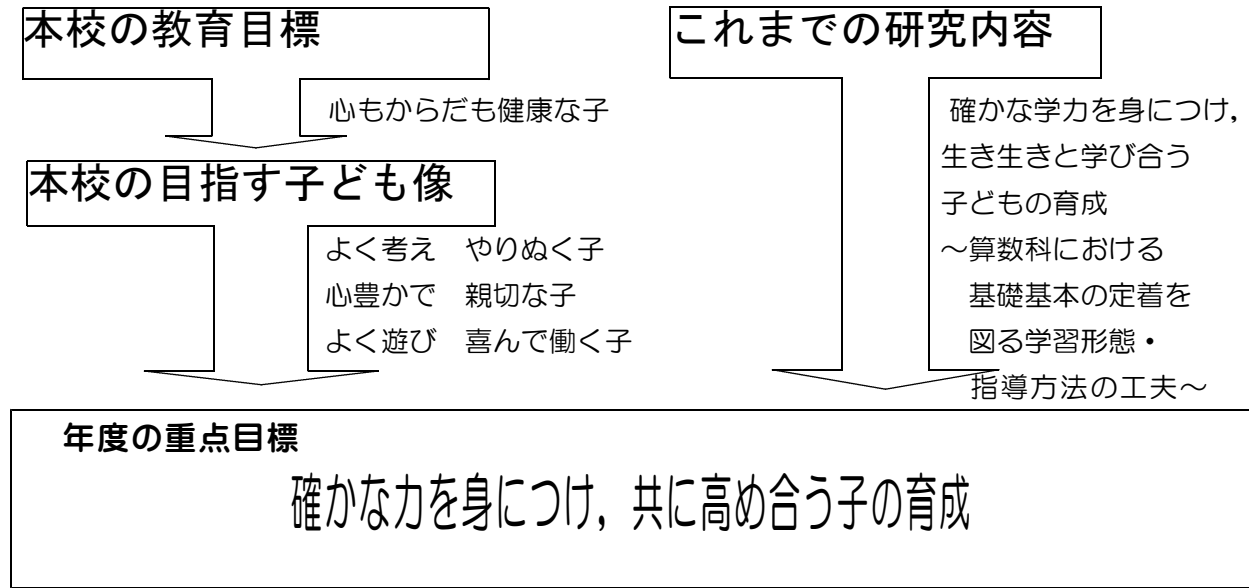 本校の教育目標
心もからだも健康な子
本校の目指す子ども像
よく考え　やりぬく子
心豊かで　親切な子
よく遊び　喜んで働く子
これまでの研究内容
確かな学力を身につけ，
生き生きと学び合う
子どもの育成
～算数科における
基礎基本の定着を
図る学習形態・
指導方法の工夫～
年度の重点目標
確かな力を身につけ，共に高め合う子の育成